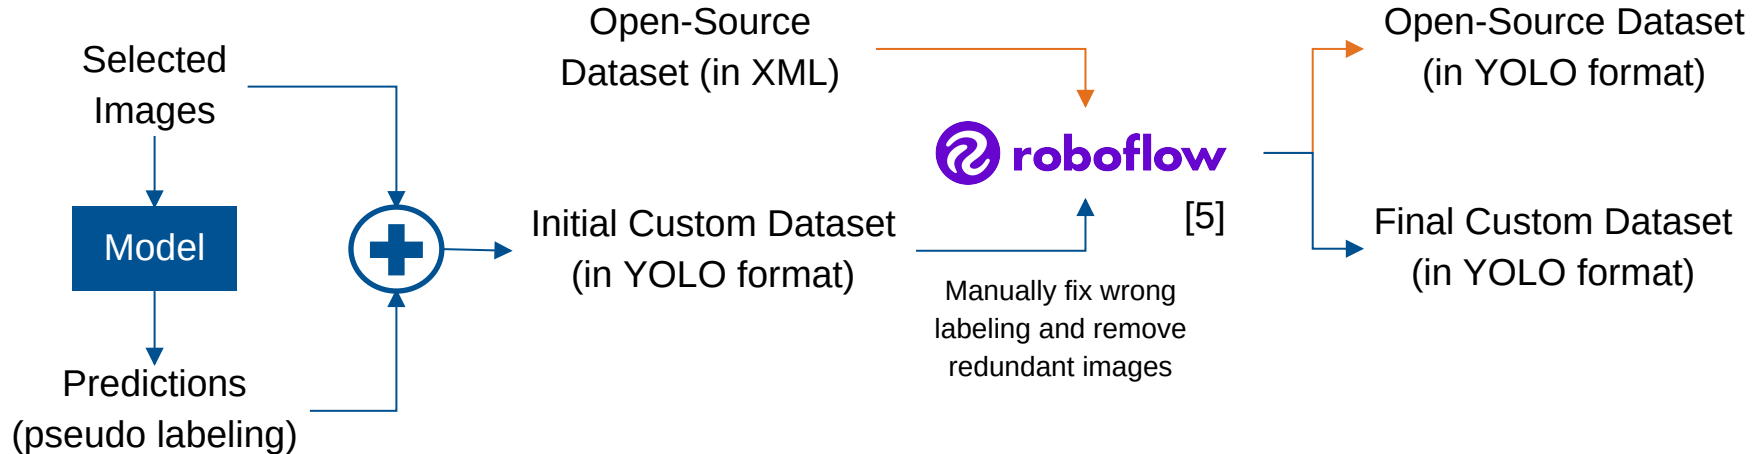 Selected
Images
Model
Predictions
(pseudo labeling)
Open-Source
Dataset (in XML)
Initial Custom Dataset
(in YOLO format)
roboflow
[5]
Manually fix wrong
labeling and remove
redundant images
Open-Source Dataset
(in YOLO format)
Final Custom Dataset
(in YOLO format)